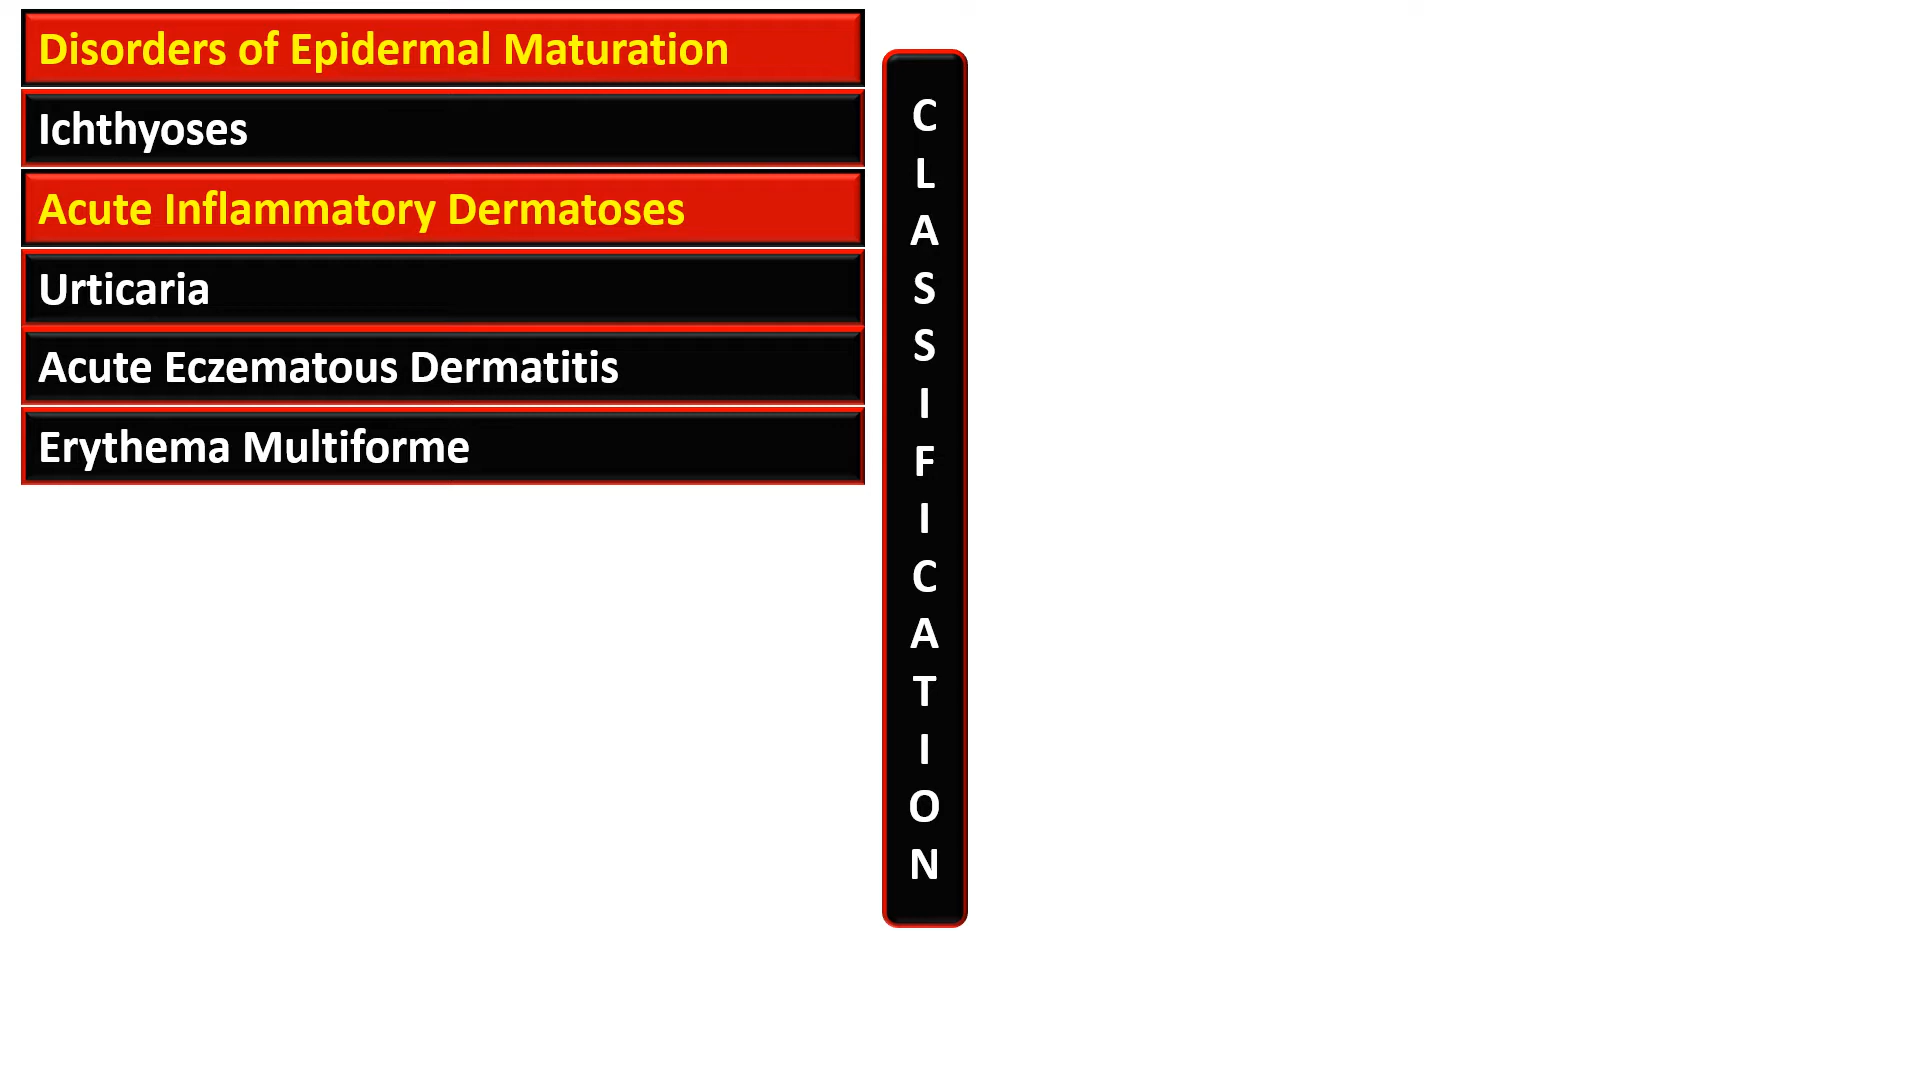 Disorders of Epidermal Maturation
Ichthyoses
Acute Inflammatory Dermatoses
Urticaria
Acute Eczematous Dermatitis
Erythema Multiforme
C
L
A
S
S
I
F
I
C
A
T
I
O
N